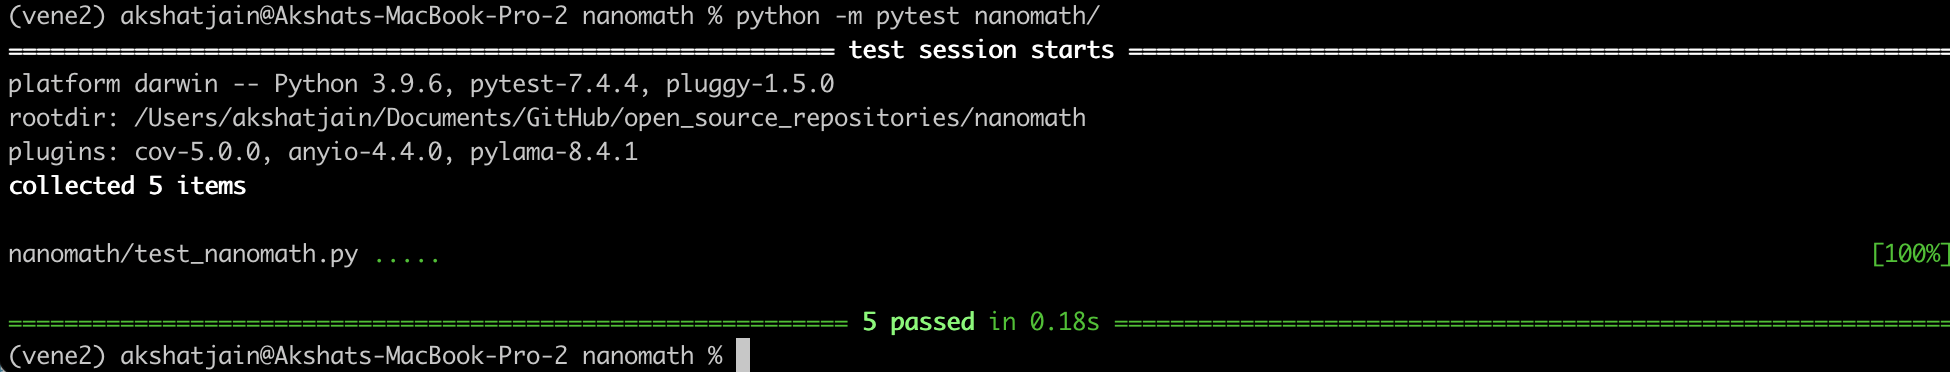 (vene2) akshatjain@Akshats-MacBook-Pro-2 nanomath % python -m pytest nanomath/
=========================================================== test session starts ===========================================================
platform darwin -- Python 3.9.6, pytest-7.4.4, pluggy-1.5.0
rootdir: /Users/akshatjain/Documents/GitHub/open_source_repositories/nanomath
plugins: cov-5.0.0, anyio-4.4.0, pylama-8.4.1
collected 5 items
nanomath/test_nanomath.py ..... [100%]
============================================================ 5 passed in 0.18s ============================================================
(vene2) akshatjain@Akshats-MacBook-Pro-2 nanomath %